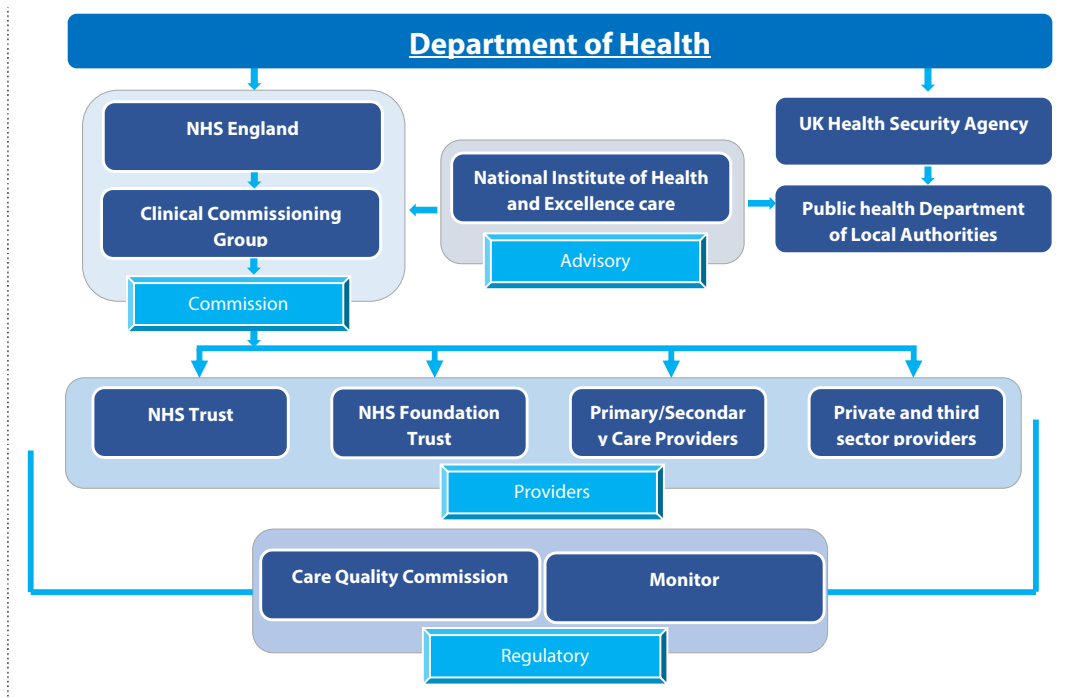 Department of Health
NHS England
UK Health Security Agency
National Institute of Health
and Excellence care
Clinical Commissioning
Group
Public health Department
of Local Authorities
Advisory
Commission
NHS Trust
NHS Foundation
Trust
Primary/Secondar
y Care Providers
Private and third
sector providers
Providers
Care Quality Commission
Monitor
Regulatory